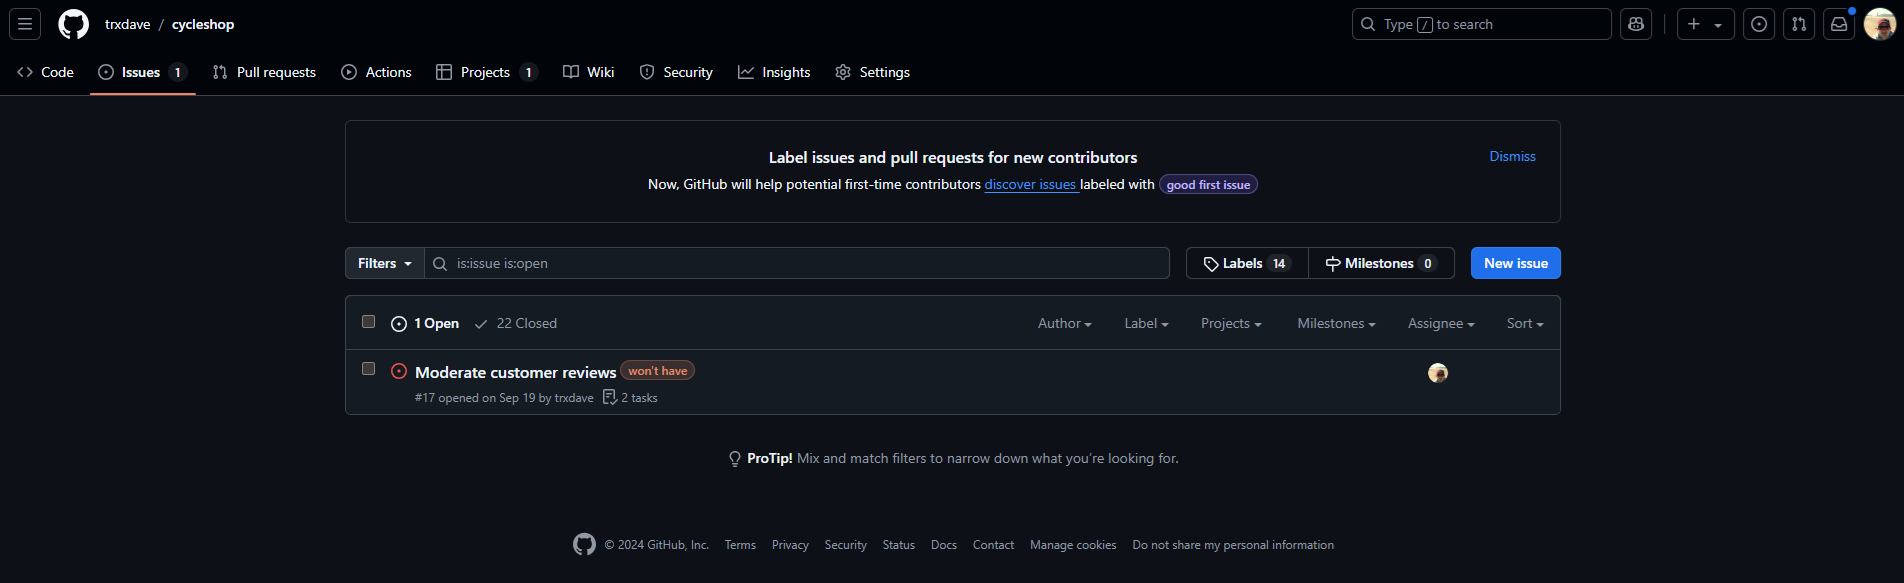 trxdave / cycleshop
Type / to search
Code
Issues 1
Pull requests
Actions
Projects 1
Wiki
Security
Insights
Settings
Label issues and pull requests for new contributors
Dismiss
Now, GitHub will help potential first-time contributors discover issues labeled with good first issue
Filters
is:issue is:open
Labels 14
Milestones 0
New issue
1 Open
22 Closed
Author
Label
Projects
Milestones
Assignee
Sort
Moderate customer reviews won't have
#17 opened on Sep 19 by trxdave 2 tasks
ProTip! Mix and match filters to narrow down what you’re looking for.
© 2024 GitHub, Inc. Terms Privacy Security Status Docs Contact Manage cookies Do not share my personal information